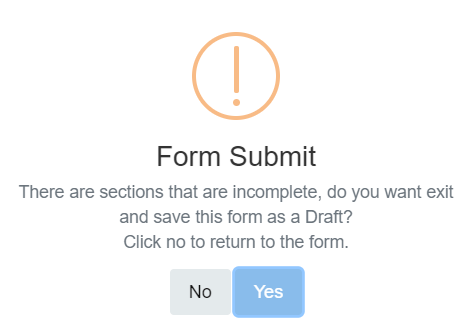 Form Submit
There are sections that are incomplete, do you want exit
and save this form as a Draft?
Click no to return to the form.
No
Yes